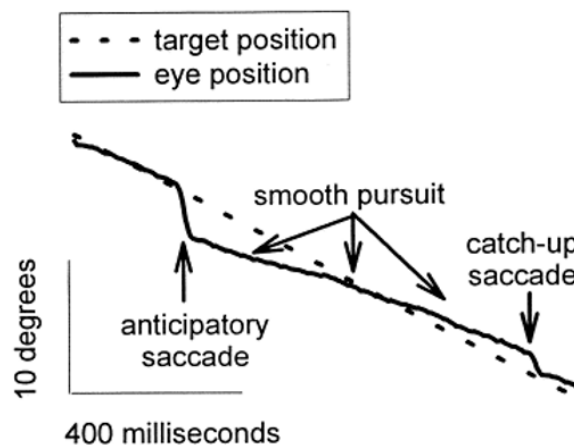 target position
eye position
smooth pursuit
catch-up
saccade
anticipatory
saccade
10 degrees
400 milliseconds